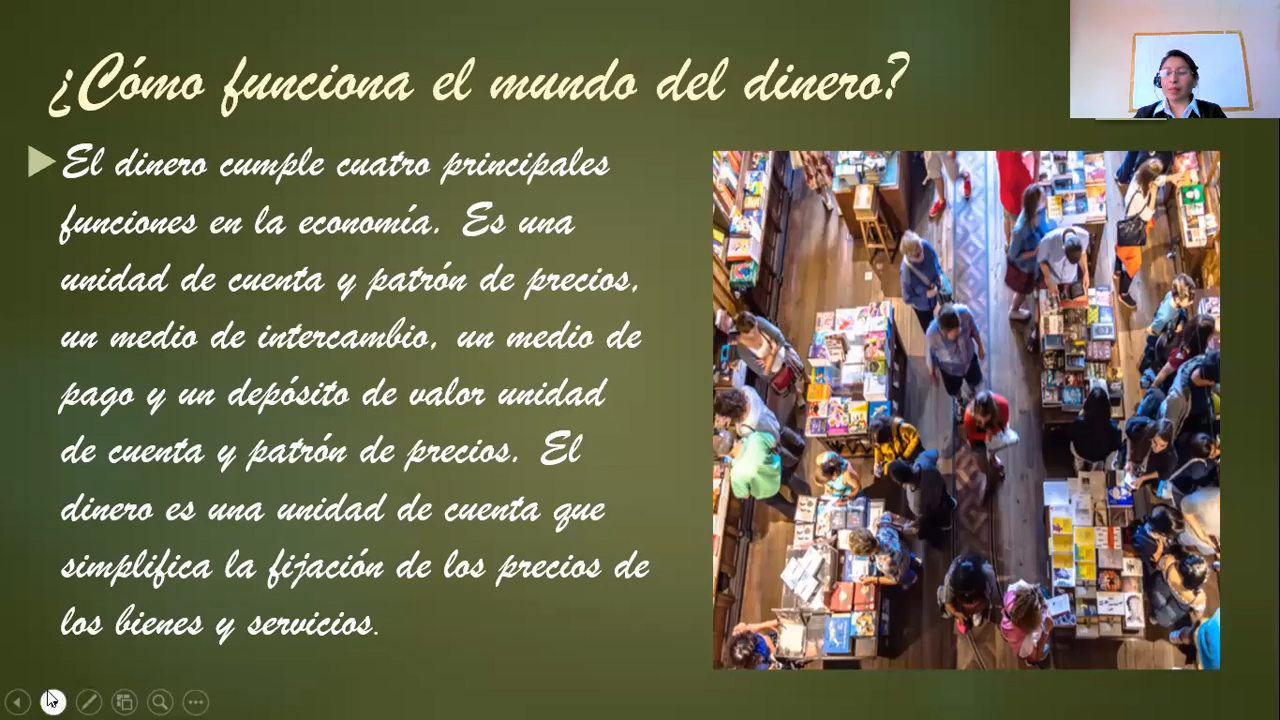 ¿Cómo funciona el mundo del dinero?
El dinero cumple cuatro principales
funciones en la economía. Es una
unidad de cuenta y patrón de precios,
un medio de intercambio, un medio de
pago y un depósito de valor unidad
de cuenta y patrón de precios. El
dinero es una unidad de cuenta que
simplifica la fijación de los precios de
los bienes y servicios.